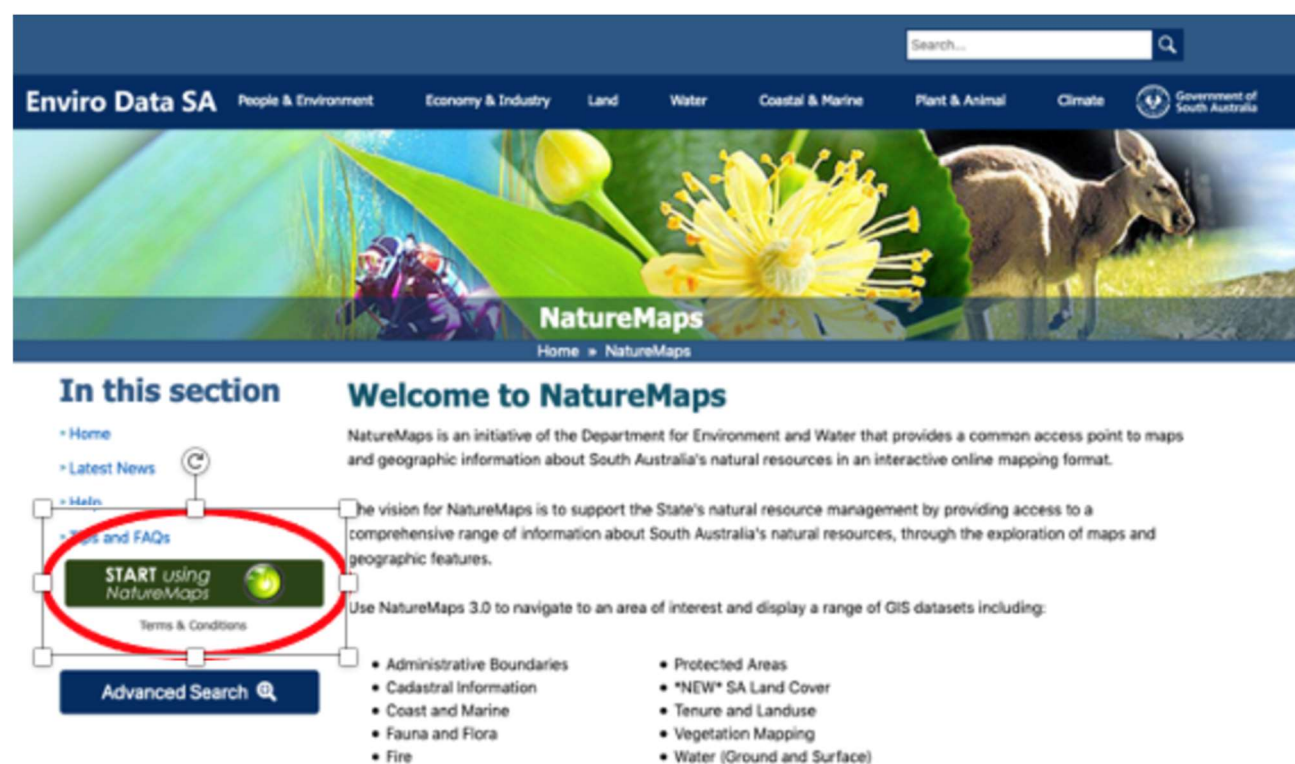 Search...
Enviro Data SA People & Environment Economy & Industry Land Water Coastal & Marine Plant & Animal Climate Government of South Australia
NatureMaps
Home » NatureMaps
In this section
Home
Latest News
Help
Tips and FAQs
START using
NatureMaps
Terms & Conditions
Advanced Search
Welcome to NatureMaps
NatureMaps is an initiative of the Department for Environment and Water that provides a common access point to maps
and geographic information about South Australia's natural resources in an interactive online mapping format.
The vision for NatureMaps is to support the State's natural resource management by providing access to a
comprehensive range of information about South Australia's natural resources, through the exploration of maps and
geographic features.
Use NatureMaps 3.0 to navigate to an area of interest and display a range of GIS datasets including:
• Administrative Boundaries
• Cadastral Information
• Coast and Marine
• Fauna and Flora
• Fire
• Protected Areas
• *NEW* SA Land Cover
• Tenure and Landuse
• Vegetation Mapping
• Water (Ground and Surface)